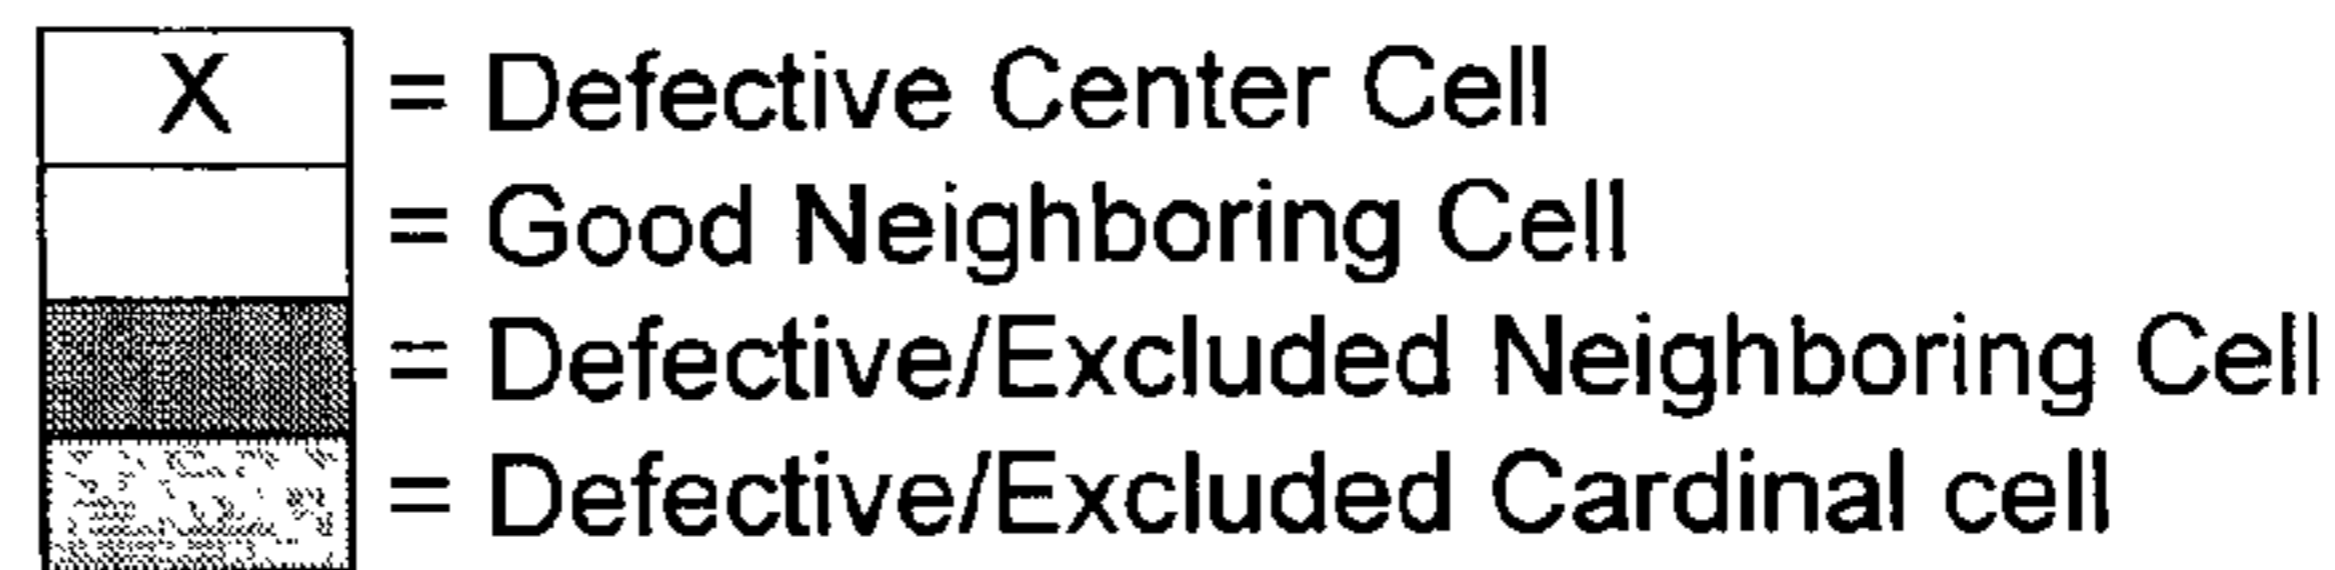 X = Defective Center Cell
= Good Neighboring Cell
= Defective/Excluded Neighboring Cell
= Defective/Excluded Cardinal cell